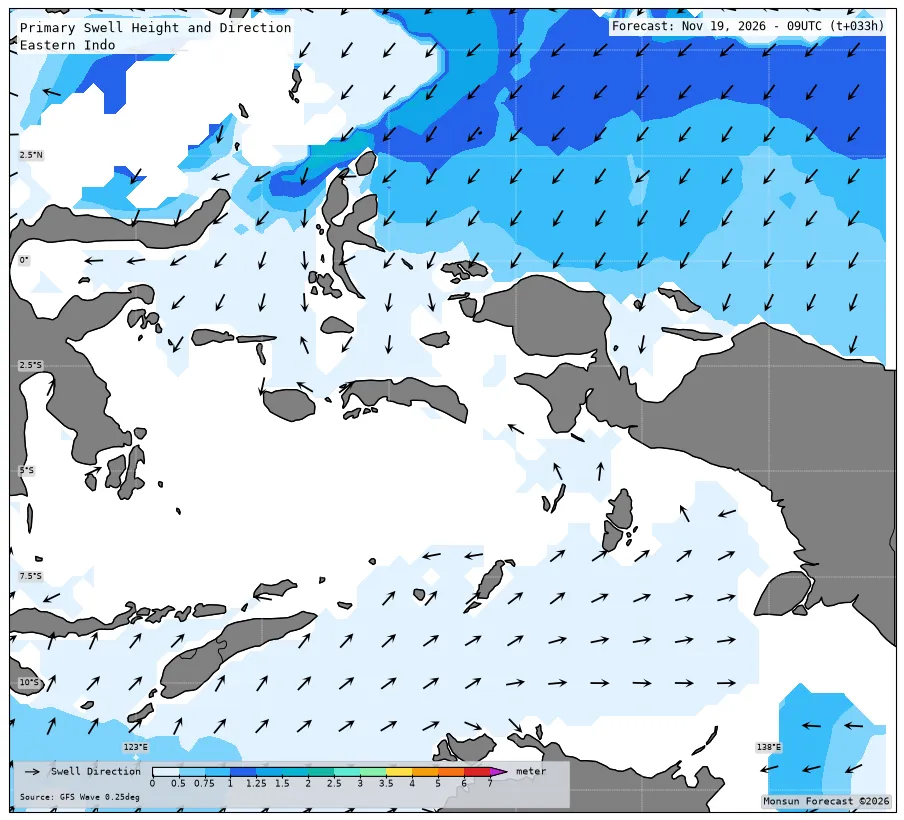 Primary Swell Height and Direction
Eastern Indo
Forecast: Nov 19, 2026 - 09UTC (t+033h)
2.5°N
0°
2.5°S
5°S
7.5°S
10°S
123°E
138°E
Swell Direction
0 0.5 0.75 1 1.25 1.5 2 2.5 3 3.5 4 5 6 7
meter
Source: GFS Wave 0.25deg
Monsun Forecast ©2026